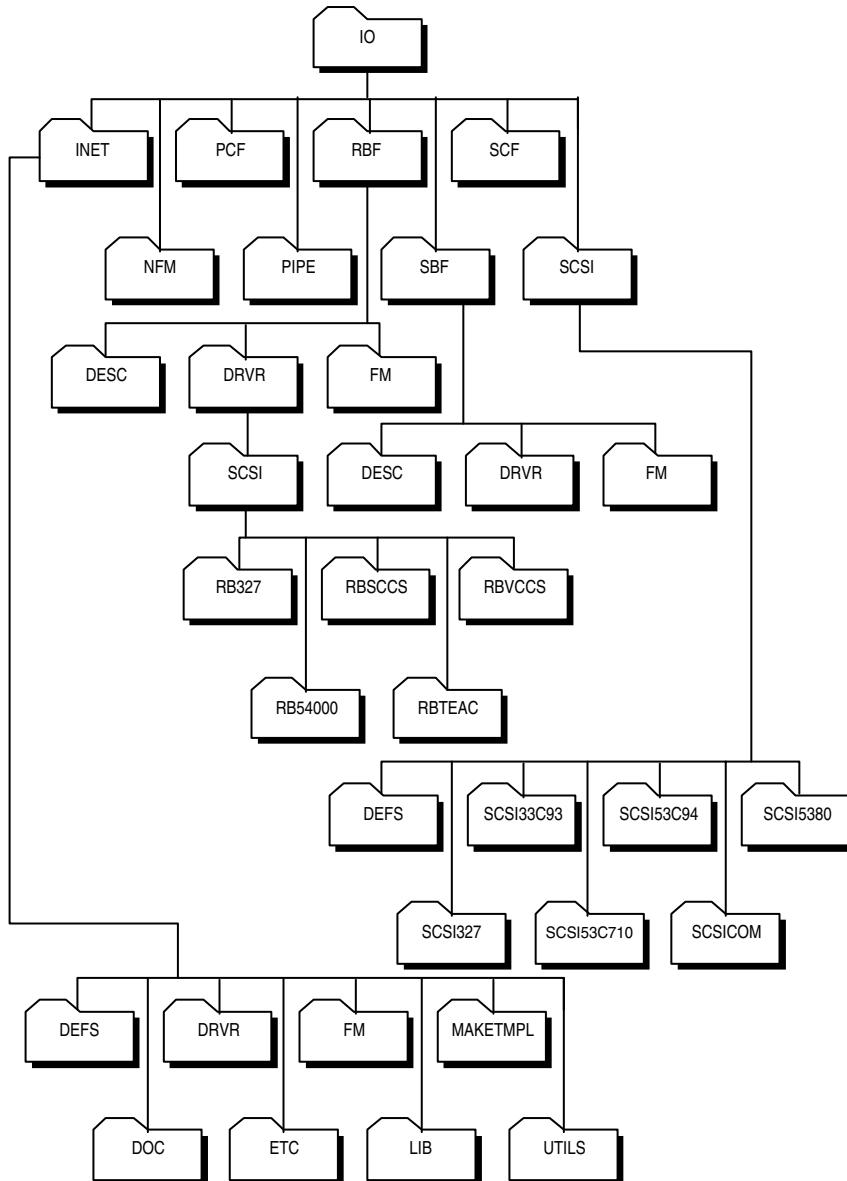 IO
INET
PCF
RBF
SCF
NFM
PIPE
SBF
SCSI
DESC
DRVR
FM
SCSI
DESC
DRVR
FM
RB327
RBSCCS
RBVCCS
RB54000
RBTEAC
DEFS
SCSI33C93
SCSI53C94
SCSI5380
SCSI327
SCSI53C710
SCSICOM
DEFS
DRVR
FM
MAKETMPL
DOC
ETC
LIB
UTILS